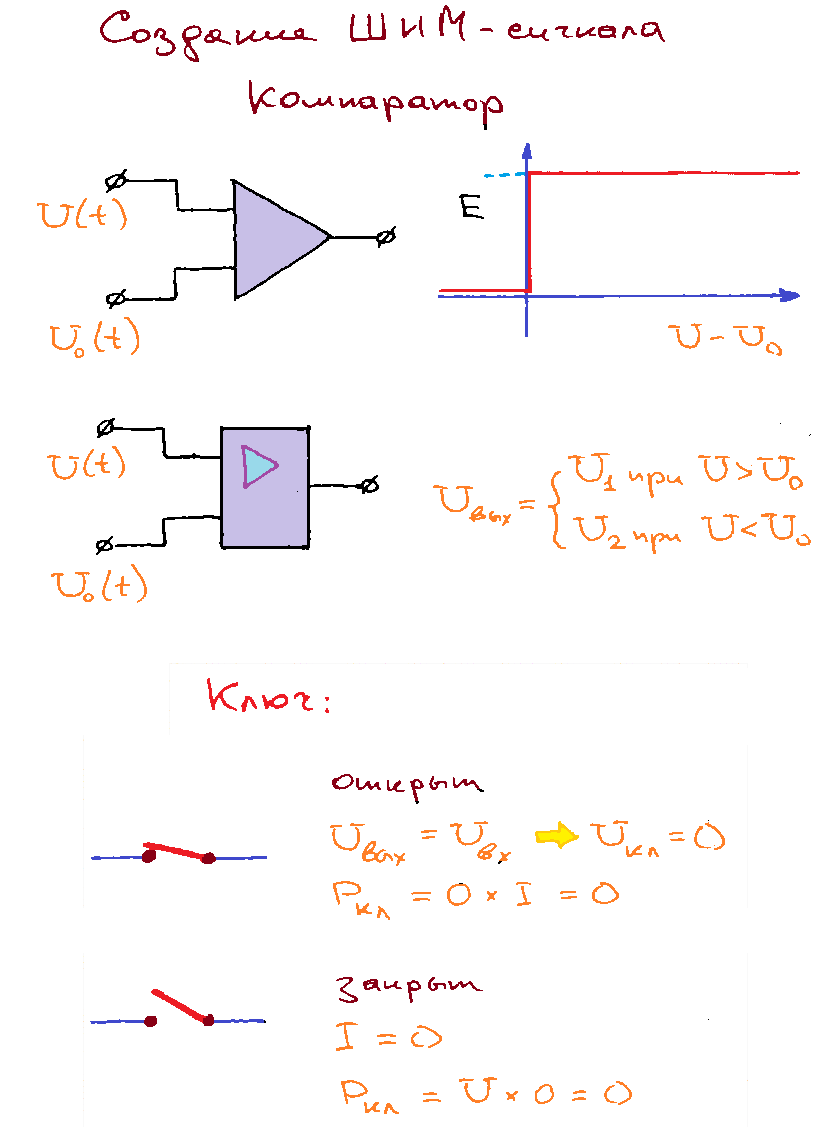 Создание ШИМ-сигнала
Компаратор
U(t)
U₀(t)
E
U - U₀
U(t)
U₀(t)
Uвых = { U₁ при U > U₀
U₂ при U < U₀
Ключ:
открыт
Uвых = Uвх ➡ Uкл = 0
Pкл = 0 × I = 0
закрыт
I = 0
Pкл = U × 0 = 0